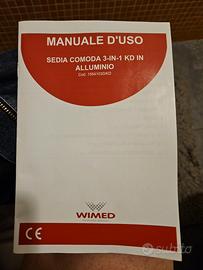 MANUALE D'USO
SEDIA COMODA 3-IN-1 KD IN
ALLUMINIO
WIMED
CE
subito